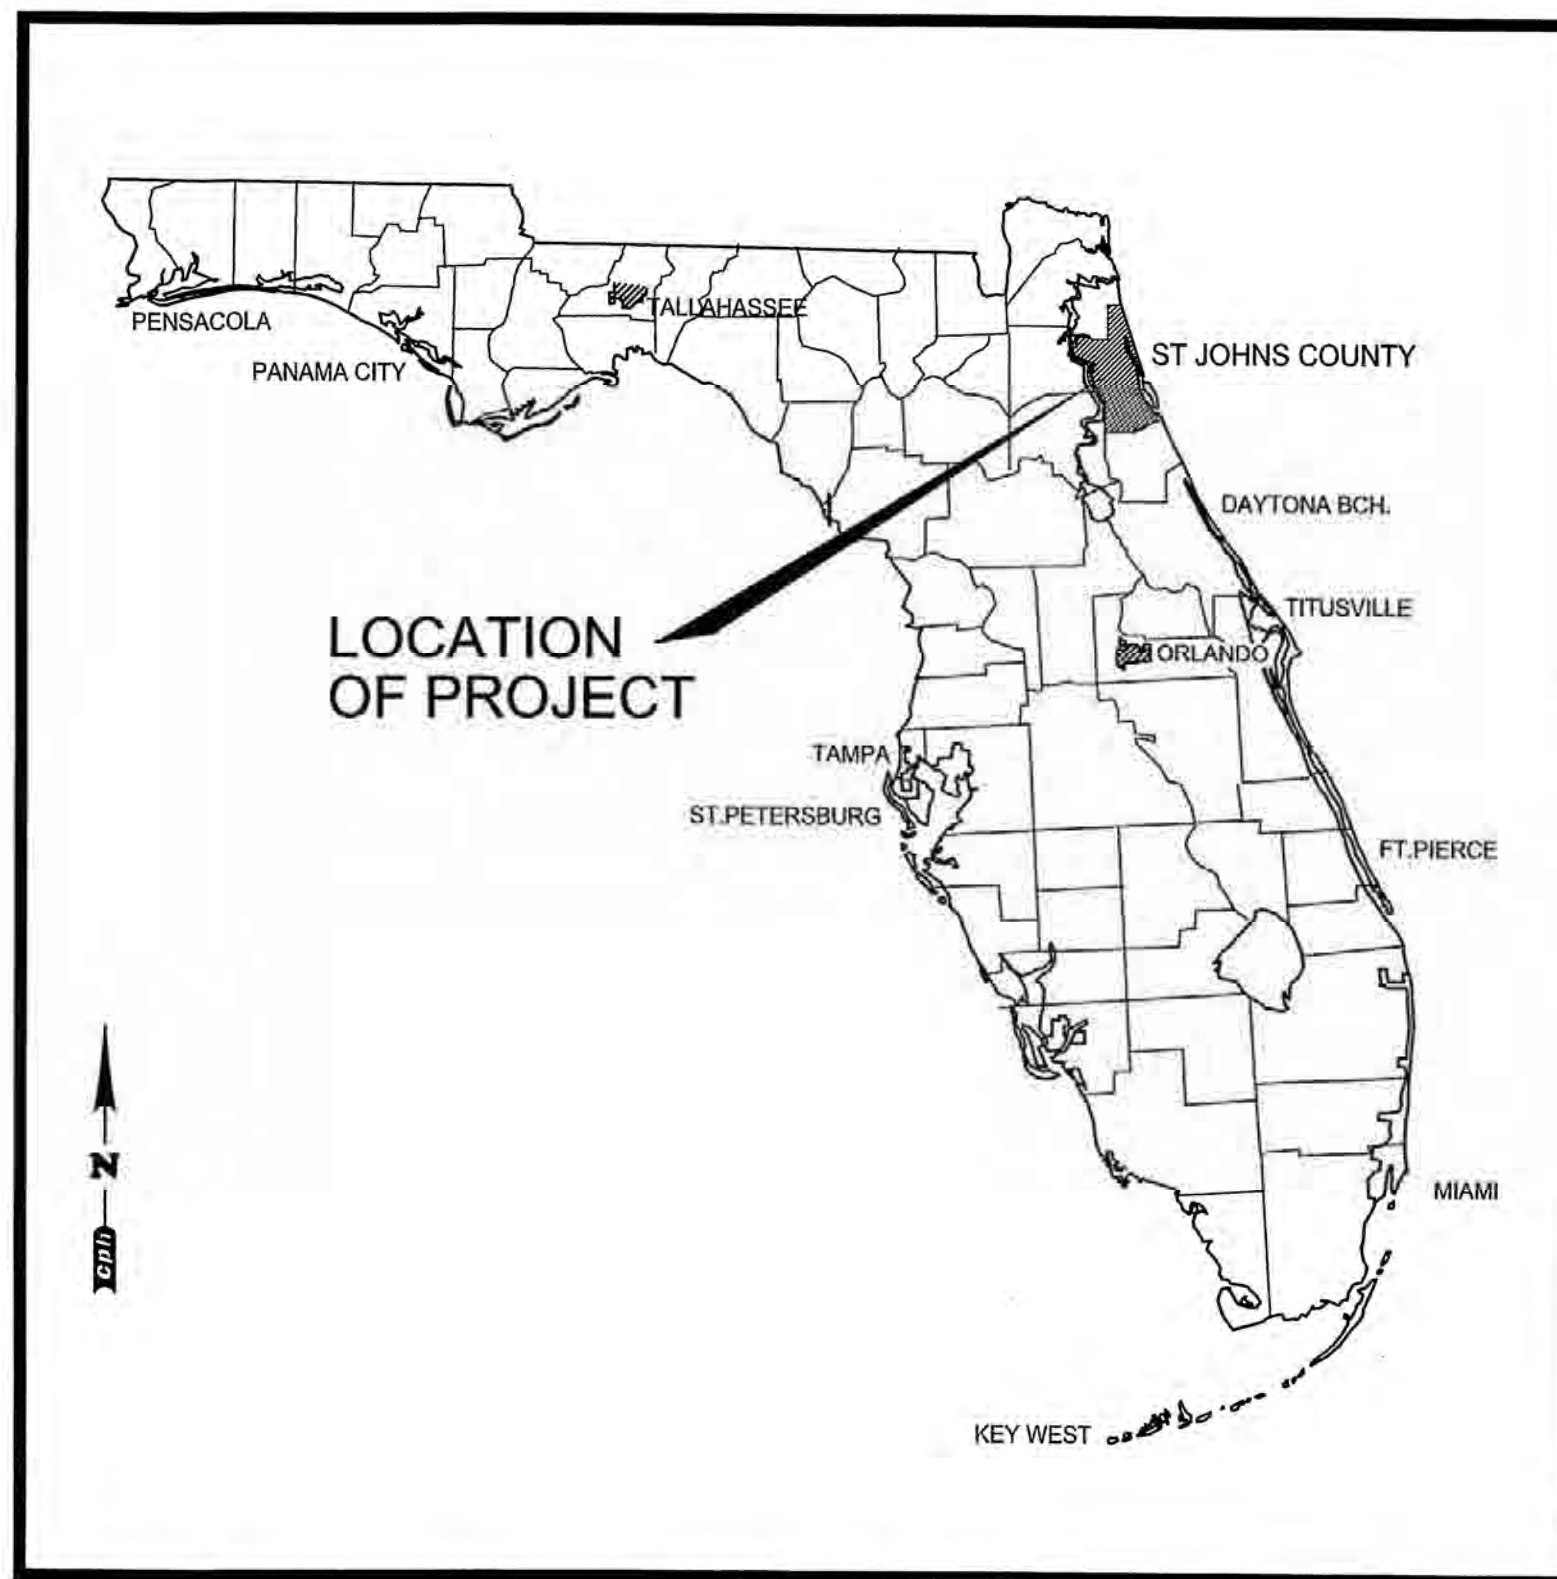 TALLAHASSEE
PENSACOLA
PANAMA CITY
ST JOHNS COUNTY
DAYTONA BCH.
TITUSVILLE
ORLANDO
LOCATION
OF PROJECT
TAMPA
ST.PETERSBURG
FT.PIERCE
N
cph
MIAMI
KEY WEST